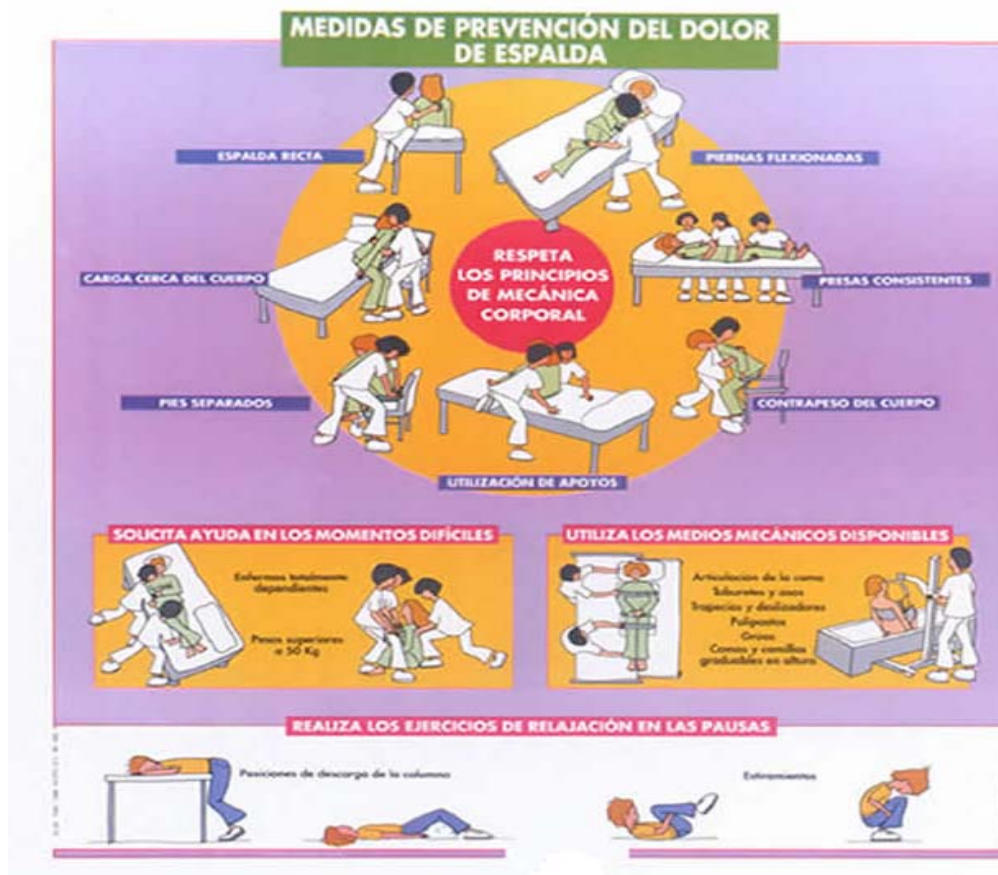 MEDIDAS DE PREVENCIÓN DEL DOLOR
DE ESPALDA
ESPALDA RECTA
PIERNAS FLEXIONADAS
RESPETA
LOS PRINCIPIOS
DE MECÁNICA
CORPORAL
CARGA CERCA DEL CUERPO
PRESAS CONSISTENTES
PIES SEPARADOS
CONTRAPESO DEL CUERPO
UTILIZACIÓN DE APOYOS
SOLICITA AYUDA EN LOS MOMENTOS DIFÍCILES
Enfermos totalmente
dependientes
Pesos superiores
a 50 Kg
UTILIZA LOS MEDIOS MECÁNICOS DISPONIBLES
Articulación de la cama
Taburetes y asas
Trapecios y deslizadores
Polipastos
Grúas
Camas y camillas
graduables en altura
REALIZA LOS EJERCICIOS DE RELAJACIÓN EN LAS PAUSAS
Posiciones de descarga de la columna
Estiramientos